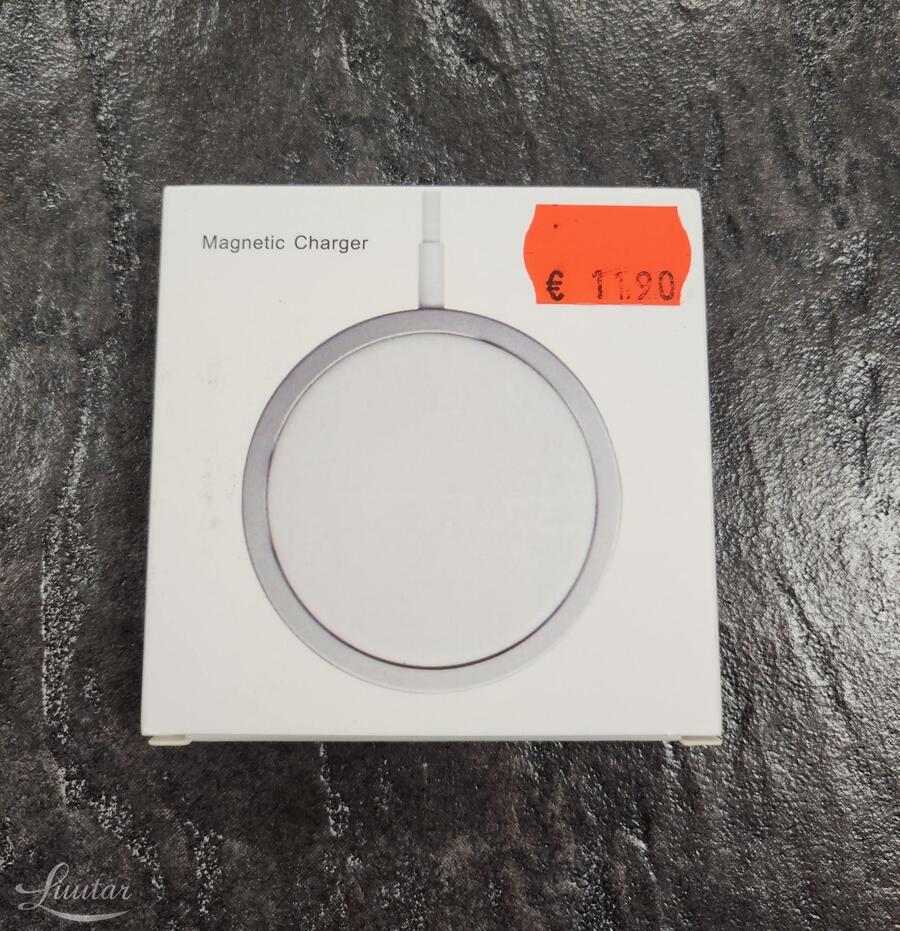 Magnetic Charger
€ 11.90
Luutar